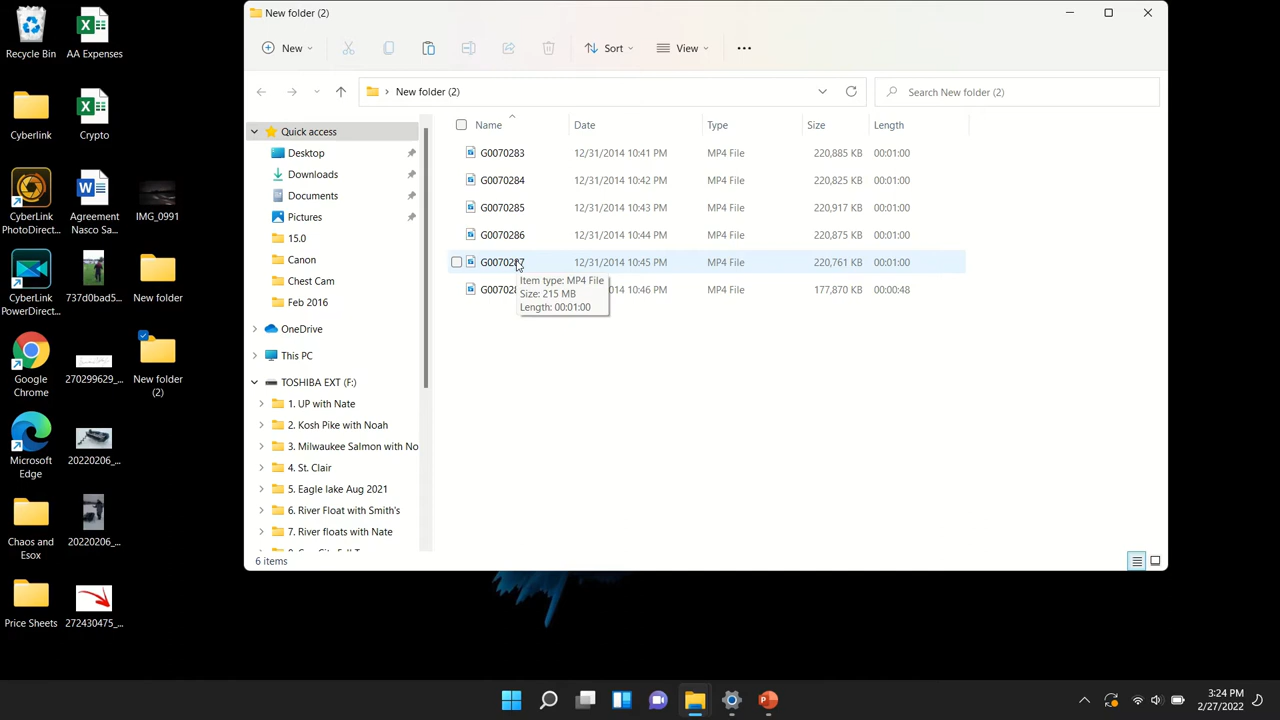 Recycle Bin
AA Expenses
Cyberlink
Crypto
CyberLink
PhotoDirect...
Agreement
Nasco Sa...
IMG_0991
CyberLink
PowerDirect...
737d0bad5...
New folder
Google
Chrome
270299629_...
New folder
(2)
Microsoft
Edge
20220206_...
Chaos and
Esox
20220206_...
Price Sheets
272430475_...
New folder (2)
New
Sort
View
New folder (2)
Search New folder (2)
Quick access
Desktop
Downloads
Documents
Pictures
15.0
Canon
Chest Cam
Feb 2016
OneDrive
This PC
TOSHIBA EXT (F:)
1. UP with Nate
2. Kosh Pike with Noah
3. Milwaukee Salmon with No
4. St. Clair
5. Eagle lake Aug 2021
6. River Float with Smith's
7. River floats with Nate
Name Date Type Size Length
G0070283 12/31/2014 10:41 PM MP4 File 220,885 KB 00:01:00
G0070284 12/31/2014 10:42 PM MP4 File 220,825 KB 00:01:00
G0070285 12/31/2014 10:43 PM MP4 File 220,917 KB 00:01:00
G0070286 12/31/2014 10:44 PM MP4 File 220,875 KB 00:01:00
G0070287 12/31/2014 10:45 PM MP4 File 220,761 KB 00:01:00
G007028 12/31/2014 10:46 PM MP4 File 177,870 KB 00:00:48
Item type: MP4 File
Size: 215 MB
Length: 00:01:00
6 items
3:24 PM
2/27/2022